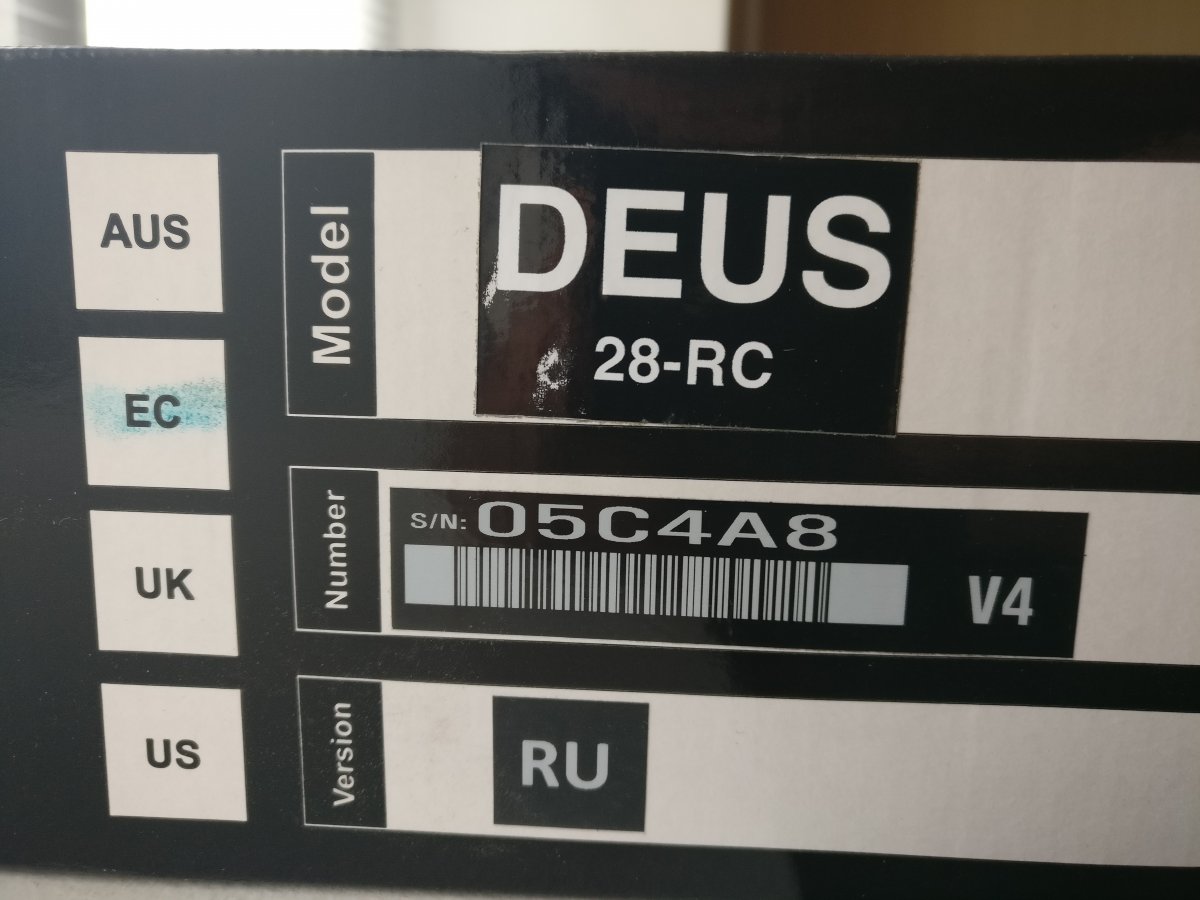 AUS
EC
UK
US
Model
DEUS
28-RC
Number
S/N: 05C4A8
V4
Version
RU